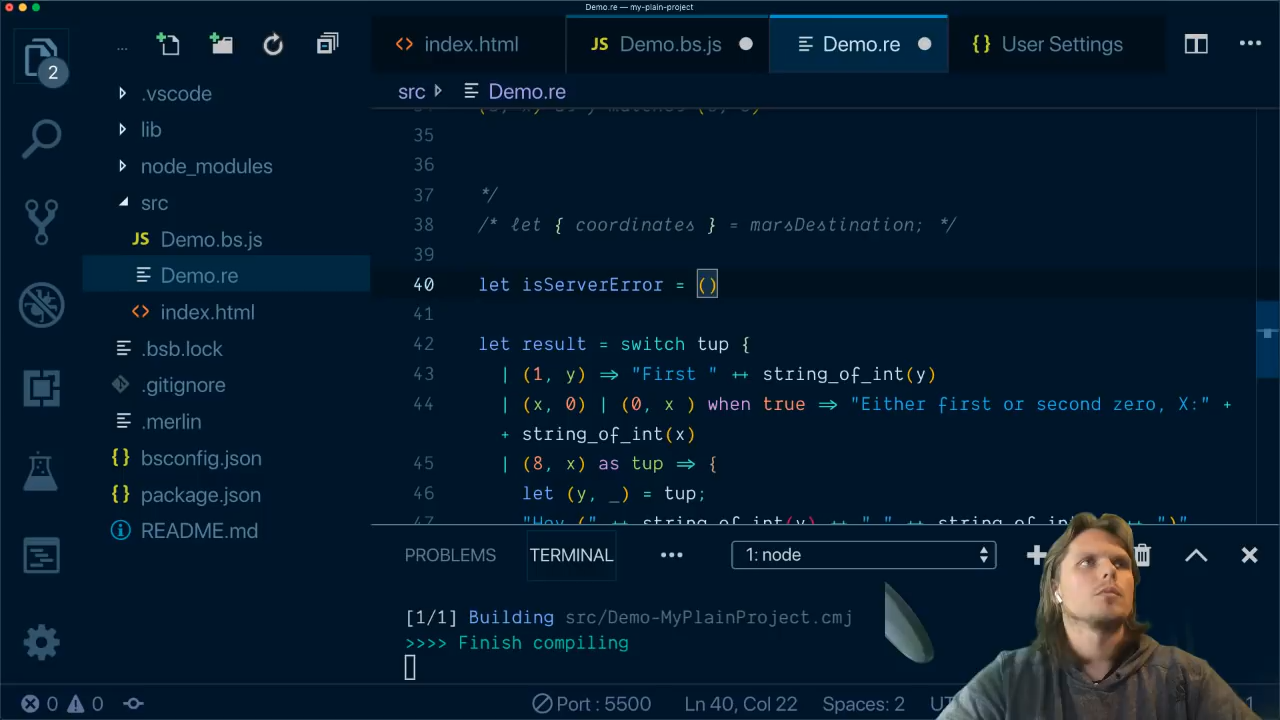 Demo.re — my-plain-project
2
...
index.html
JS Demo.bs.js
Demo.re
{} User Settings
src
Demo.re
.vscode
lib
node_modules
src
JS Demo.bs.js
Demo.re
index.html
.bsb.lock
.gitignore
.merlin
{} bsconfig.json
{} package.json
README.md
35
36
37 */
38 /* let { coordinates } = marsDestination; */
39
40 let isServerError = ()
41
42 let result = switch tup {
43 | (1, y) => "First " ++ string_of_int(y)
44 | (x, 0) | (0, x ) when true => "Either first or second zero, X:" +
+ string_of_int(x)
45 | (8, x) as tup => {
46 let (y, _) = tup;
47 "Hey (" ++ string_of_int(y) ++ " " ++ string_of_int
PROBLEMS TERMINAL ... 1: node
[1/1] Building src/Demo-MyPlainProject.cmj
>>>> Finish compiling
0 0 Port : 5500 Ln 40, Col 22 Spaces: 2